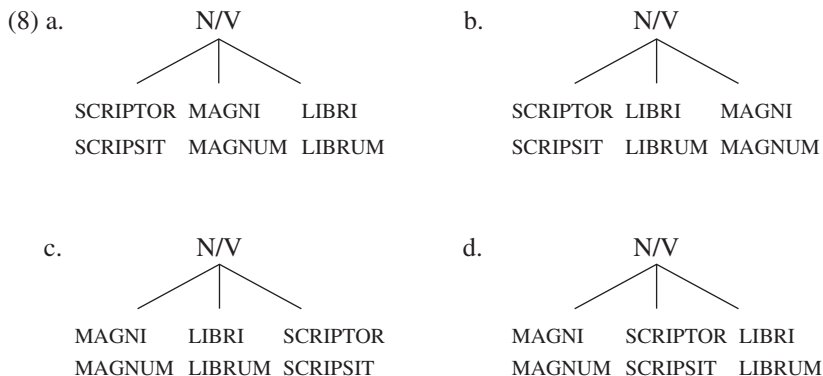 (8) a. N/V b. N/V
SCRIPTOR MAGNI LIBRI SCRIPTOR LIBRI MAGNI
SCRIPSIT MAGNUM LIBRUM SCRIPSIT LIBRUM MAGNUM
c. N/V d. N/V
MAGNI LIBRI SCRIPTOR MAGNI SCRIPTOR LIBRI
MAGNUM LIBRUM SCRIPSIT MAGNUM SCRIPSIT LIBRUM